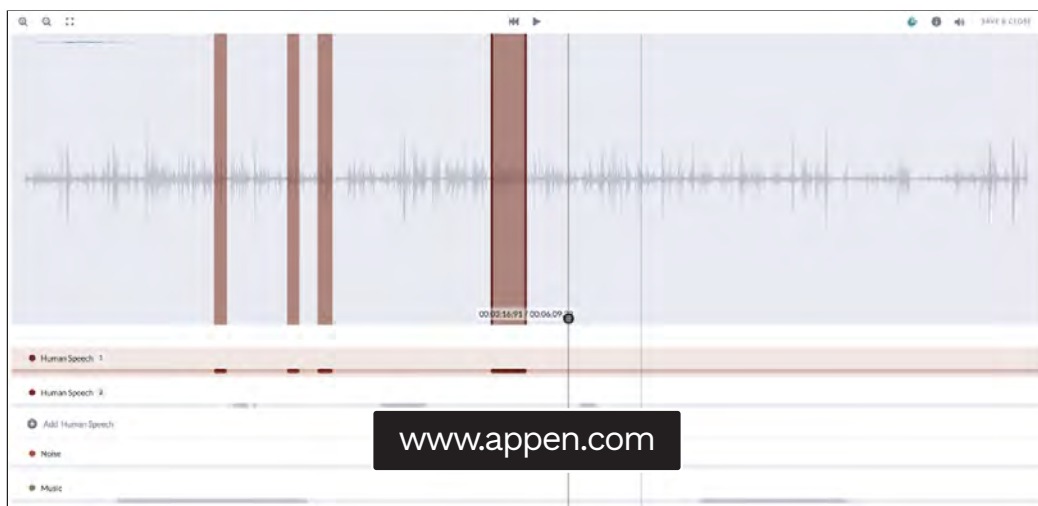 SAVE & CLOSE
00:03:16:91 / 00:06:09
Human Speech 1
Human Speech 2
Add Human Speech
www.appen.com
Noise
Music